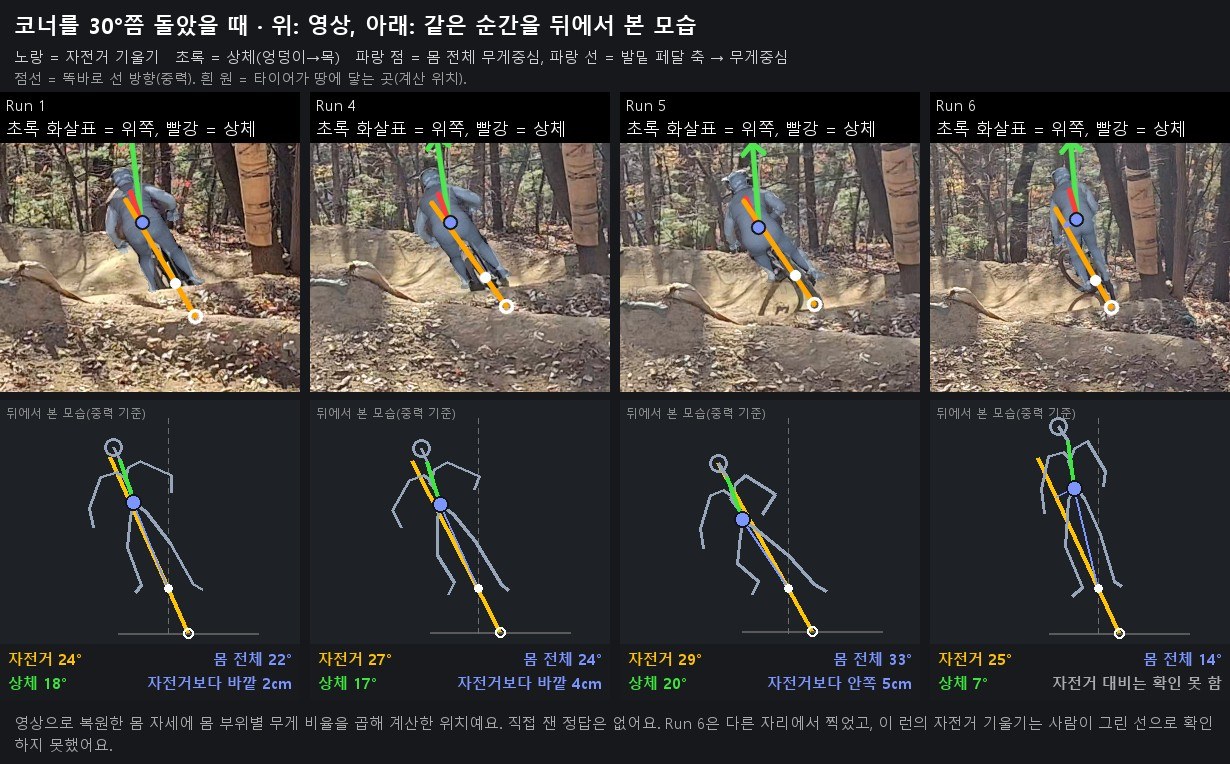 코너를 30°쯤 돌았을 때 · 위: 영상, 아래: 같은 순간을 뒤에서 본 모습
노랑 = 자전거 기울기 초록 = 상체(엉덩이→목) 파랑 점 = 몸 전체 무게중심, 파랑 선 = 발밑 페달 축 → 무게중심
점선 = 똑바로 선 방향(중력). 흰 원 = 타이어가 땅에 닿는 곳(계산 위치).
Run 1
초록 화살표 = 위쪽, 빨강 = 상체
Run 4
초록 화살표 = 위쪽, 빨강 = 상체
Run 5
초록 화살표 = 위쪽, 빨강 = 상체
Run 6
초록 화살표 = 위쪽, 빨강 = 상체
뒤에서 본 모습(중력 기준)
뒤에서 본 모습(중력 기준)
뒤에서 본 모습(중력 기준)
뒤에서 본 모습(중력 기준)
자전거 24° 몸 전체 22°
상체 18° 자전거보다 바깥 2cm
자전거 27° 몸 전체 24°
상체 17° 자전거보다 바깥 4cm
자전거 29° 몸 전체 33°
상체 20° 자전거보다 안쪽 5cm
자전거 25° 몸 전체 14°
상체 7° 자전거 대비는 확인 못 함
영상으로 복원한 몸 자세에 몸 부위별 무게 비율을 곱해 계산한 위치예요. 직접 잰 정답은 없어요. Run 6은 다른 자리에서 찍었고, 이 런의 자전거 기울기는 사람이 그린 선으로 확인
하지 못했어요.